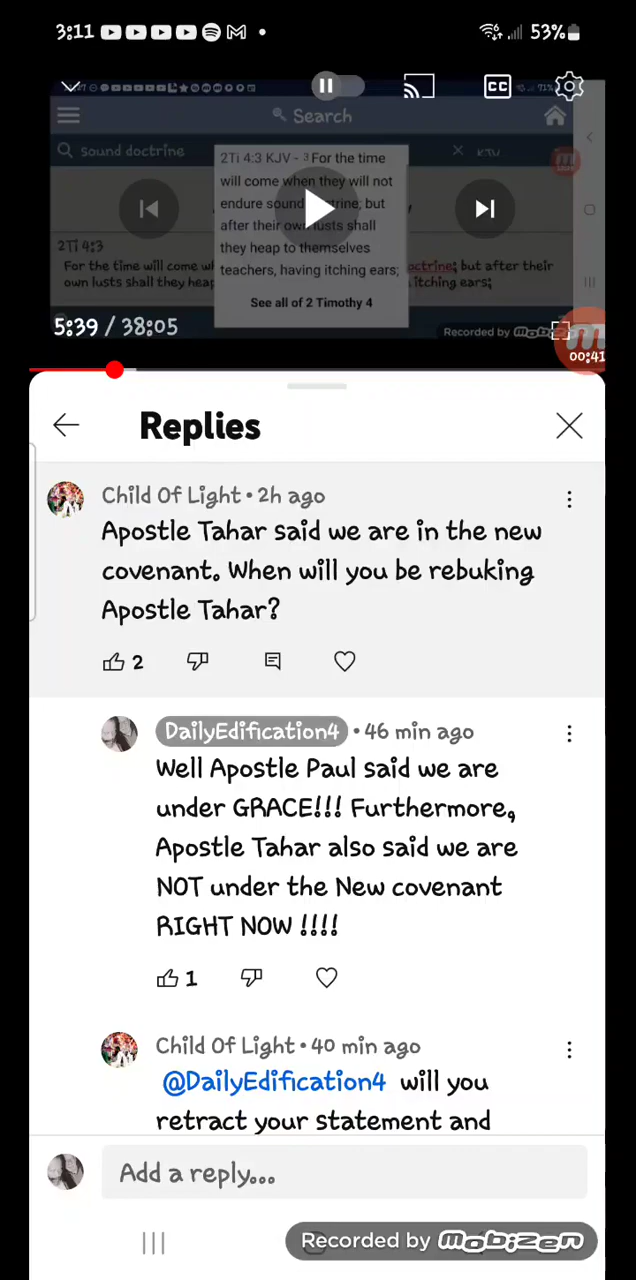 3:11
53%
CC
Search
sound doctrine
KJV
2Ti 4:3 KJV - 3 For the time
will come when they will not
endure sound doctrine; but
after their own lusts shall
they heap to themselves
teachers, having itching ears;
See all of 2 Timothy 4
2Ti 4:3
For the time will come
doctrine; but after their
own lusts shall they heap
itching ears;
5:39 / 38:05
Recorded by
00:41
Replies
Child Of Light • 2h ago
Apostle Tahar said we are in the new
covenant. When will you be rebuking
Apostle Tahar?
2
DailyEdification4 • 46 min ago
Well Apostle Paul said we are
under GRACE!!! Furthermore,
Apostle Tahar also said we are
NOT under the New covenant
RIGHT NOW !!!!
1
Child Of Light • 40 min ago
@DailyEdification4 will you
retract your statement and
Add a reply...
Recorded by mobizen